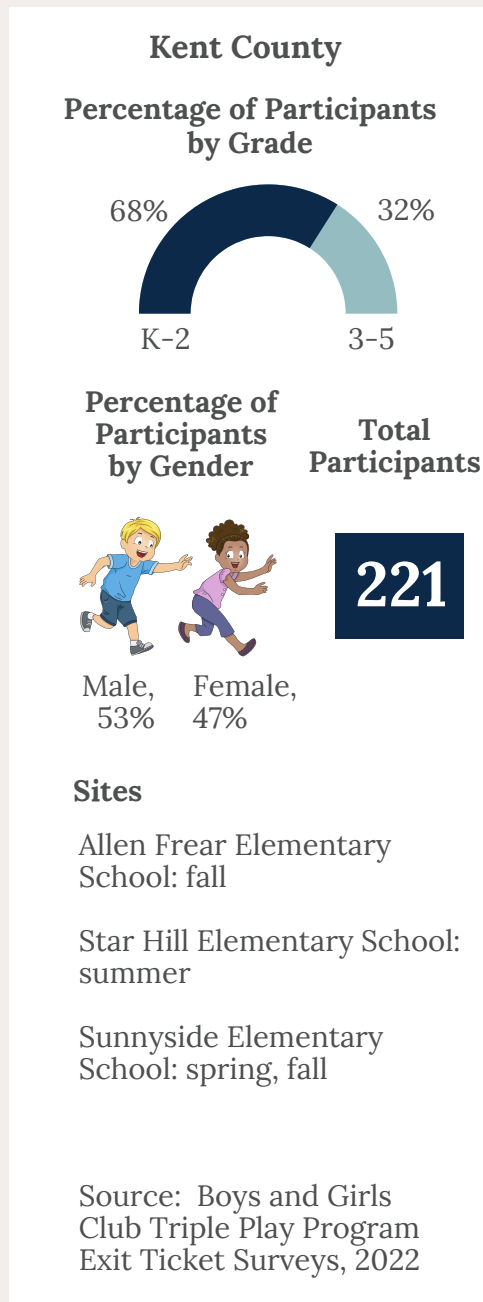 Kent County
Percentage of Participants
by Grade
68%
32%
K-2
3-5
Percentage of
Participants
by Gender
Total
Participants
221
Male,
53%
Female,
47%
Sites
Allen Frear Elementary
School: fall
Star Hill Elementary School:
summer
Sunnyside Elementary
School: spring, fall
Source:  Boys and Girls
Club Triple Play Program
Exit Ticket Surveys, 2022